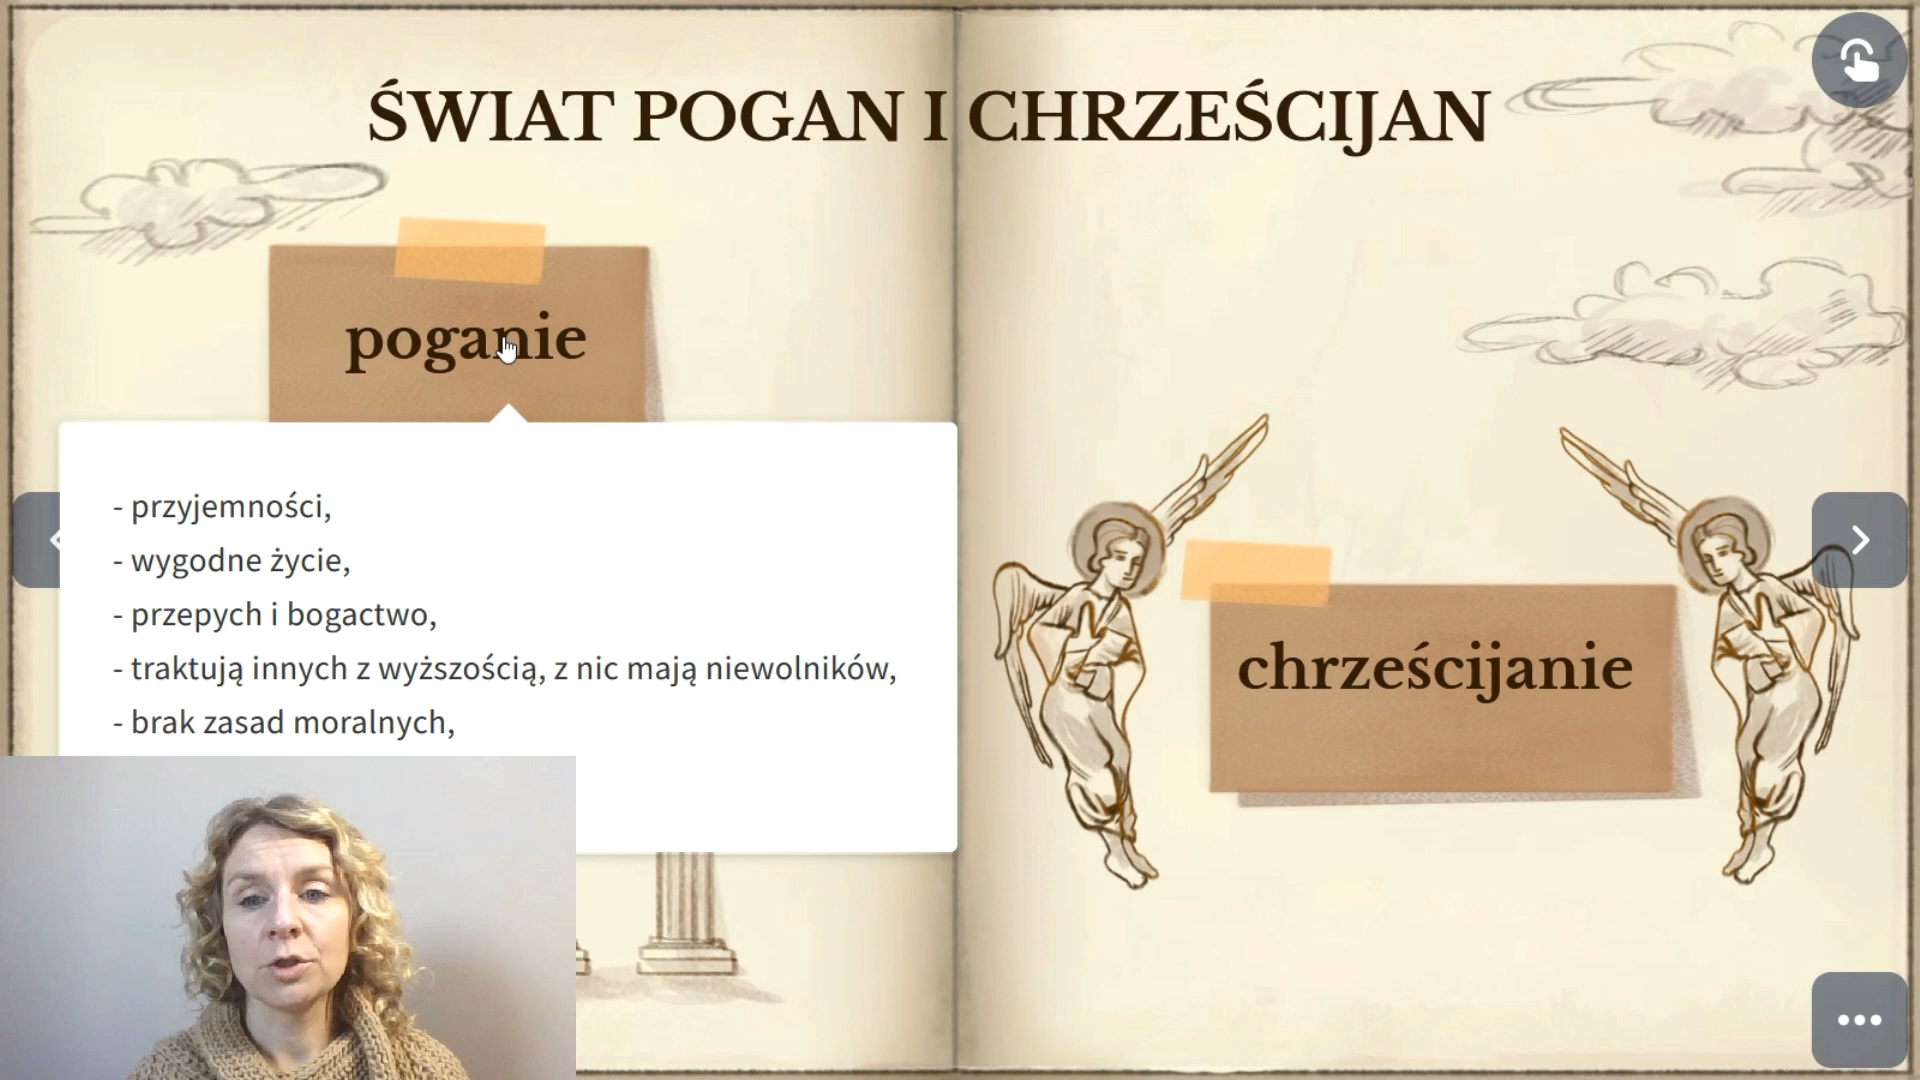 ŚWIAT POGAN I CHRZEŚCIJAN
poganie
- przyjemności,
- wygodne życie,
- przepych i bogactwo,
- traktują innych z wyższością, z nic mają niewolników,
- brak zasad moralnych,
chrześcijanie